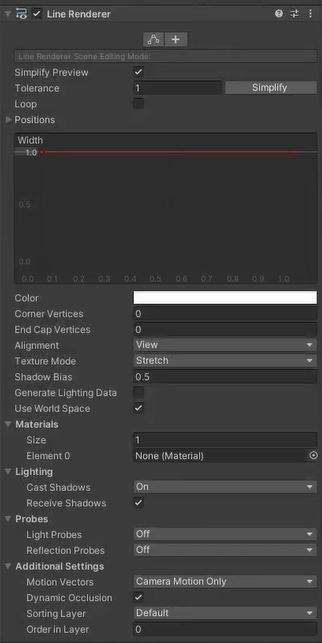 Line Renderer
Line Renderer Scene Editing Mode:
Simplify Preview
Tolerance 1 Simplify
Loop
Positions
Width
1.0
0.5
0.0
0.0 0.1 0.2 0.3 0.4 0.5 0.6 0.7 0.8 0.9 1.0
Color
Corner Vertices 0
End Cap Vertices 0
Alignment View
Texture Mode Stretch
Shadow Bias 0.5
Generate Lighting Data
Use World Space
Materials
Size 1
Element 0 None (Material)
Lighting
Cast Shadows On
Receive Shadows
Probes
Light Probes Off
Reflection Probes Off
Additional Settings
Motion Vectors Camera Motion Only
Dynamic Occlusion
Sorting Layer Default
Order in Layer 0